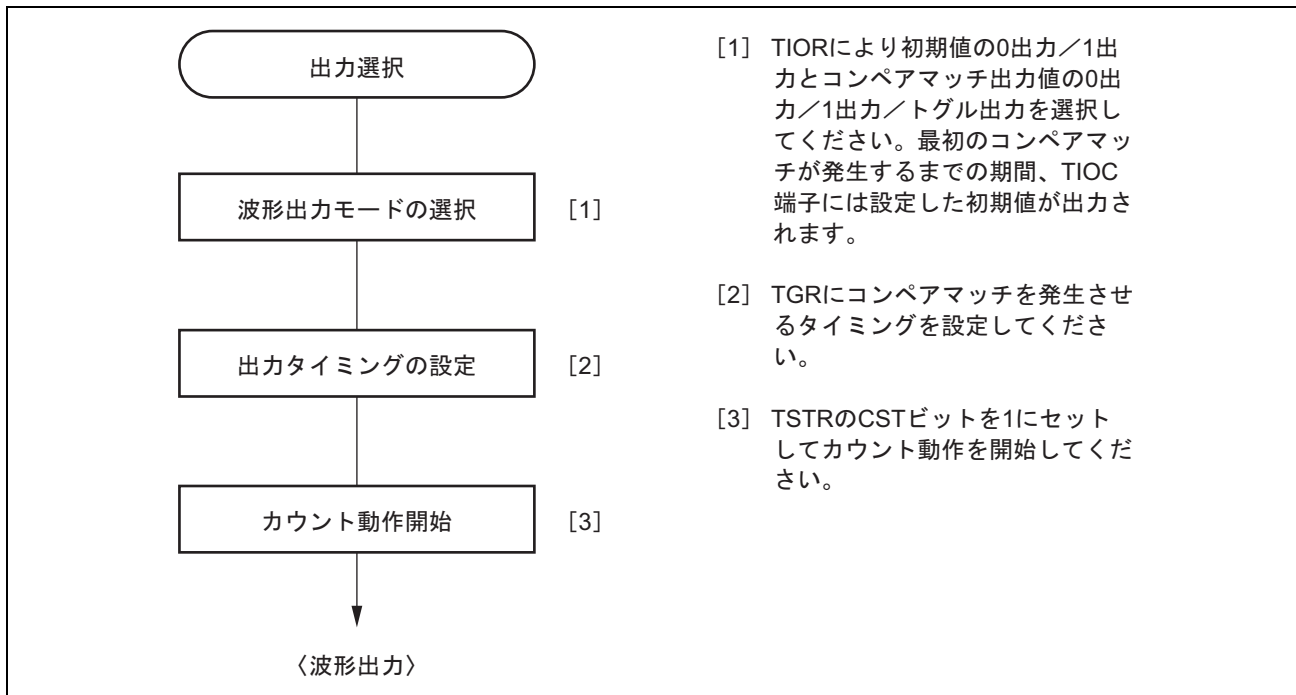 出力選択
波形出力モードの選択 [1]
出力タイミングの設定 [2]
カウント動作開始 [3]
〈波形出力〉
[1] TIORにより初期値の0出力／1出
力とコンペアマッチ出力値の0出
力／1出力／トグル出力を選択し
てください。最初のコンペアマッ
チが発生するまでの期間、TIOC
端子には設定した初期値が出力さ
れます。
[2] TGRにコンペアマッチを発生させ
るタイミングを設定してくださ
い。
[3] TSTRのCSTビットを1にセット
してカウント動作を開始してくだ
さい。